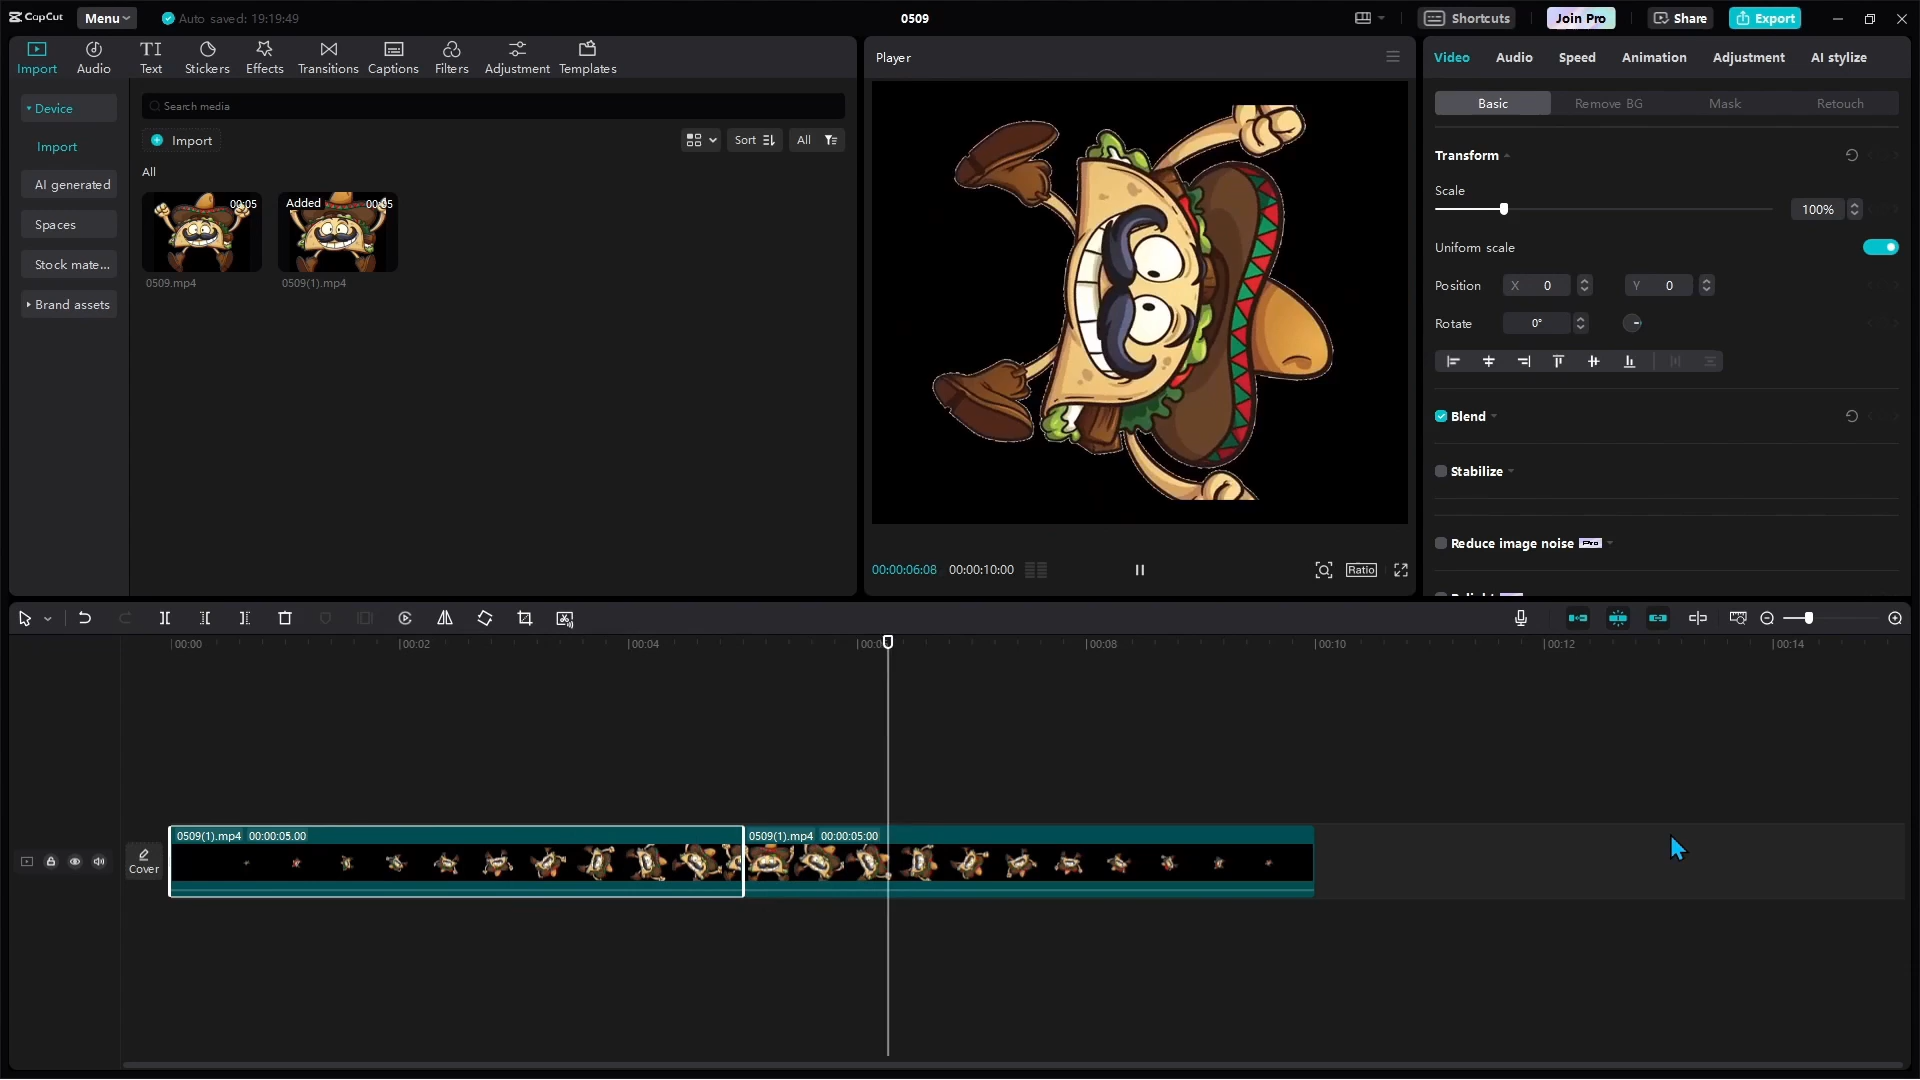 CapCut
Menu
Auto saved: 19:19:49
0509
Shortcuts
Join Pro
Share
Export
Import
Audio
Text
Stickers
Effects
Transitions
Captions
Filters
Adjustment
Templates
Device
Import
AI generated
Spaces
Stock mate...
Brand assets
Search media
Import
Sort
All
All
00:05
Added
00:05
0509.mp4
0509(1).mp4
Player
00:00:06:08
00:00:10:00
Ratio
Video
Audio
Speed
Animation
Adjustment
AI stylize
Basic
Remove BG
Mask
Retouch
Transform
Scale
100%
Uniform scale
Position
X
0
Y
0
Rotate
0°
Blend
Stabilize
Reduce image noise
Pro
00:00
00:02
00:04
00:08
00:10
00:12
00:14
Cover
0509(1).mp4 00:00:05:00
0509(1).mp4 00:00:05:00